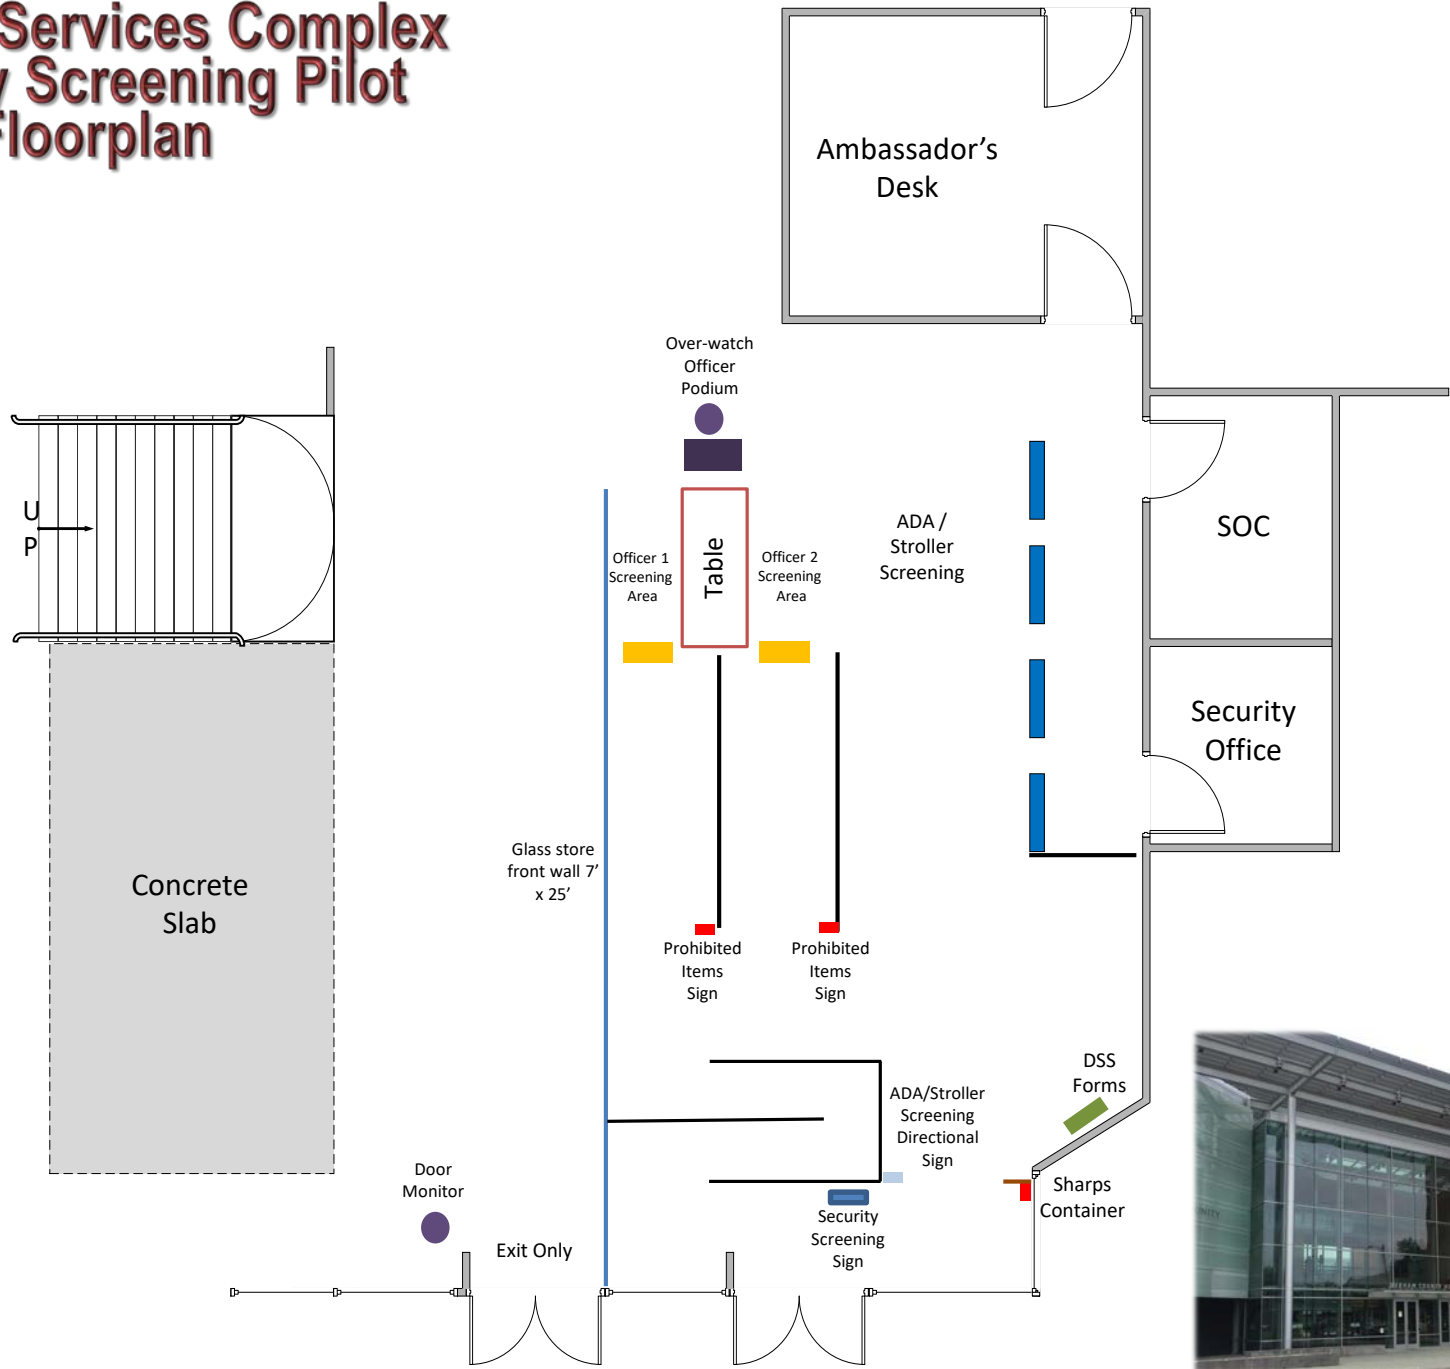 Services Complex
Screening Pilot
Floorplan
Ambassador's
Desk
Over-watch
Officer
Podium
U
P
Officer 1
Screening
Area
Table
Officer 2
Screening
Area
ADA /
Stroller
Screening
SOC
Security
Office
Glass store
front wall 7'
x 25'
Concrete
Slab
Prohibited
Items
Sign
Prohibited
Items
Sign
DSS
Forms
ADA/Stroller
Screening
Directional
Sign
Door
Monitor
Sharps
Container
Security
Screening
Sign
Exit Only